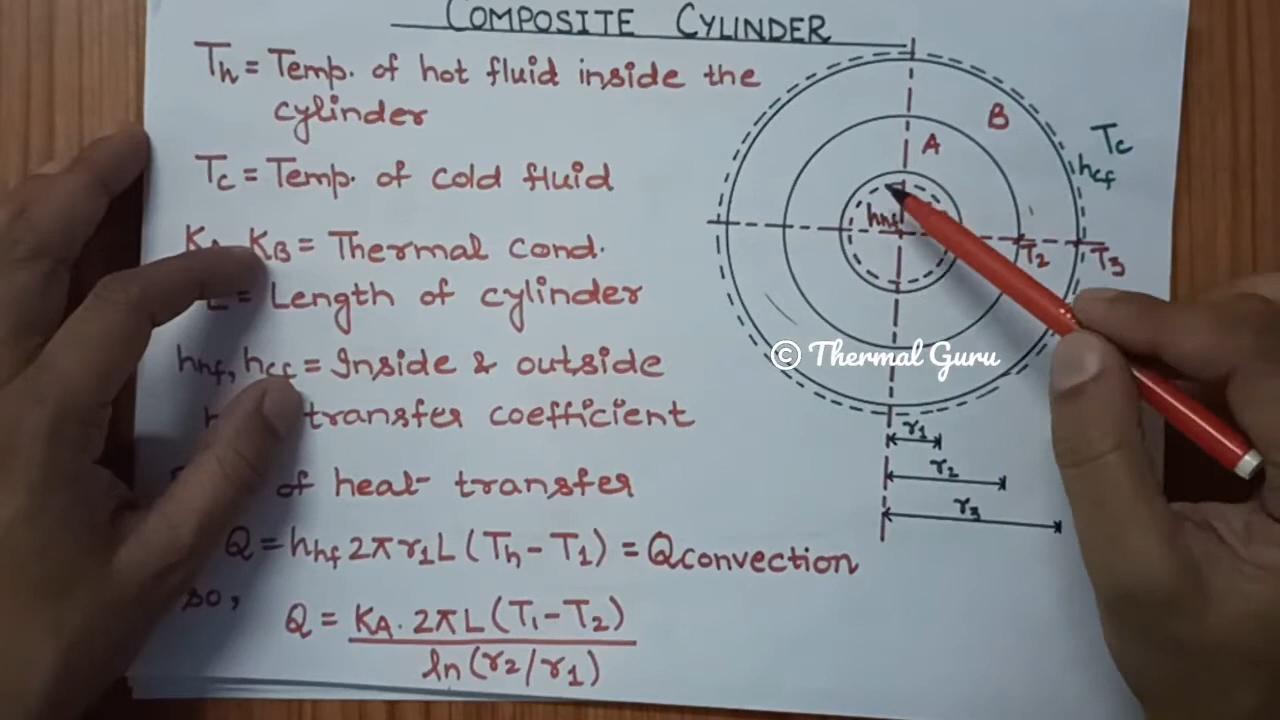 COMPOSITE CYLINDER
Th = Temp. of hot fluid inside the
cylinder
Tc = Temp. of cold fluid
KB = Thermal cond.
L = Length of cylinder
hhf, hcf = Inside & outside
transfer coefficient
of heat transfer
Q = hhf 2πr1L (Th - T1) = Qconvection
so,
Q = KA. 2πL (T1 - T2)
ln (r2/r1)
B
A
Tc
hcf
hhf
T2
T3
© Thermal Guru
r1
r2
r3